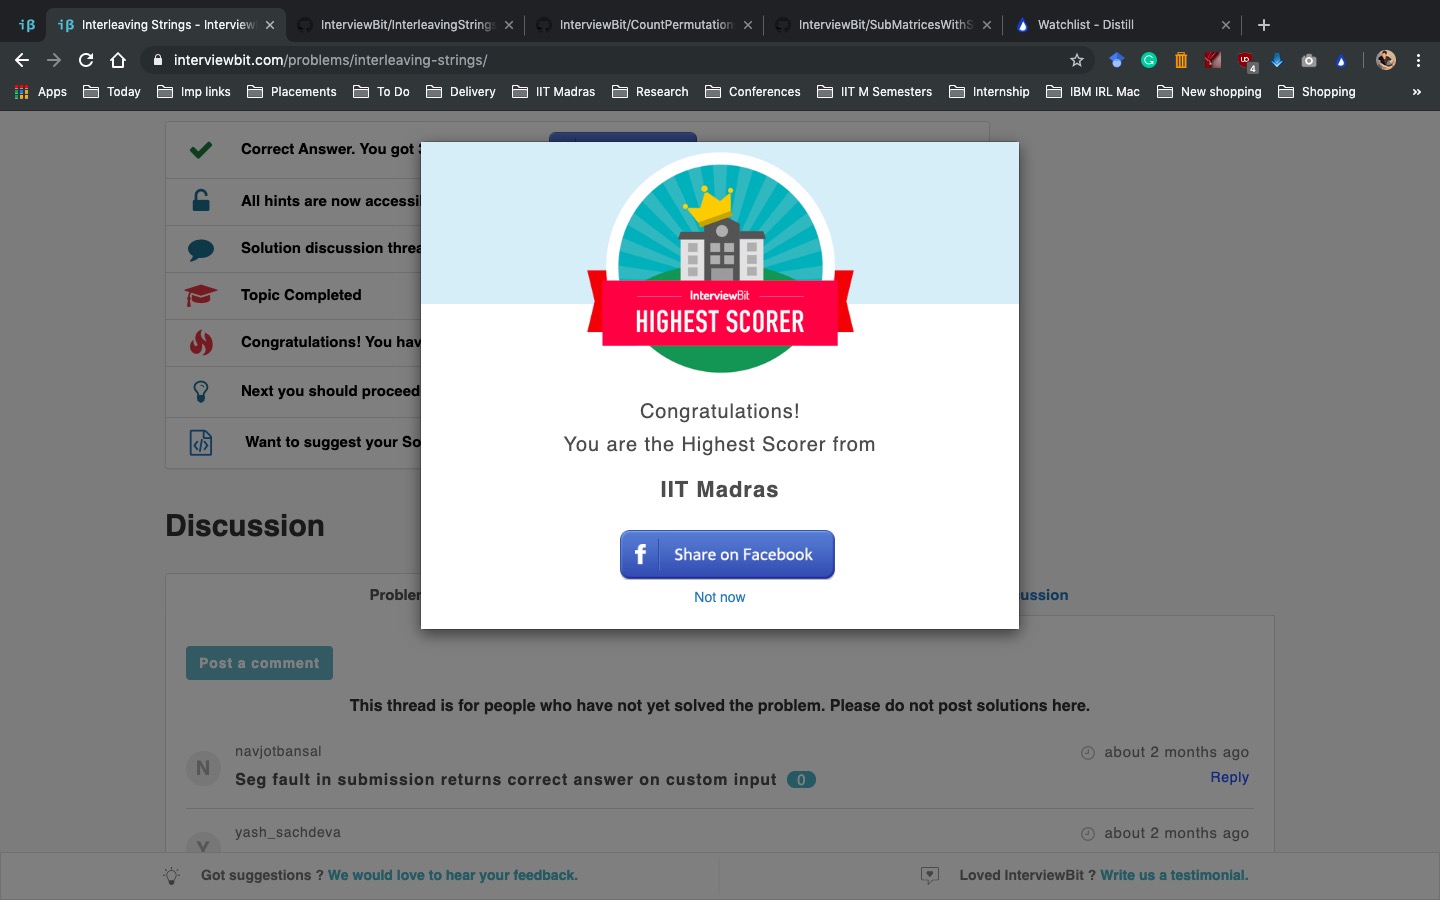 iβ
iβ Interleaving Strings - Interview
InterviewBit/InterleavingStrings
InterviewBit/CountPermutation
InterviewBit/SubMatricesWithS
Watchlist - Distill
interviewbit.com/problems/interleaving-strings/
4
Apps Today Imp links Placements To Do Delivery IIT Madras Research Conferences IIT M Semesters Internship IBM IRL Mac New shopping Shopping »
Correct Answer. You got
All hints are now accessi
Solution discussion threa
Topic Completed
Congratulations! You hav
Next you should proceed
Want to suggest your So
InterviewBit
HIGHEST SCORER
Congratulations!
You are the Highest Scorer from
IIT Madras
f Share on Facebook
Not now
Discussion
Problem
ussion
Post a comment
This thread is for people who have not yet solved the problem. Please do not post solutions here.
N
navjotbansal
about 2 months ago
Seg fault in submission returns correct answer on custom input 0
Reply
Y
yash_sachdeva
about 2 months ago
Got suggestions ? We would love to hear your feedback.
Loved InterviewBit ? Write us a testimonial.